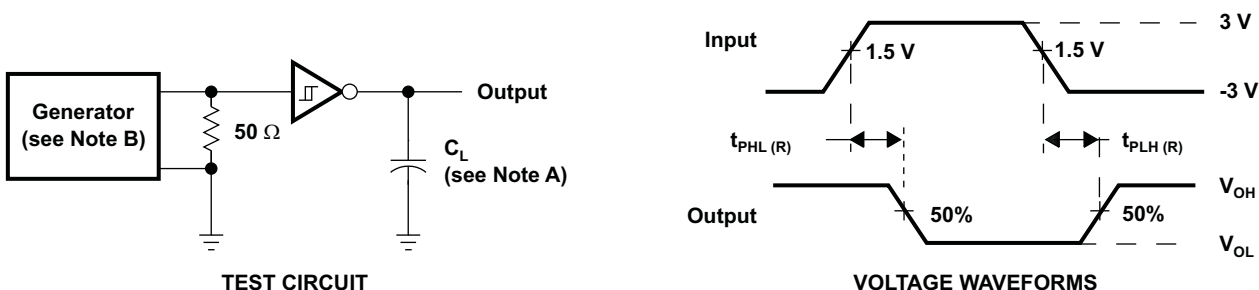 Generator
(see Note B)
50 Ω
Output
C_L
(see Note A)
TEST CIRCUIT
Input
1.5 V
1.5 V
3 V
-3 V
t_PHL (R)
t_PLH (R)
Output
50%
50%
V_OH
V_OL
VOLTAGE WAVEFORMS